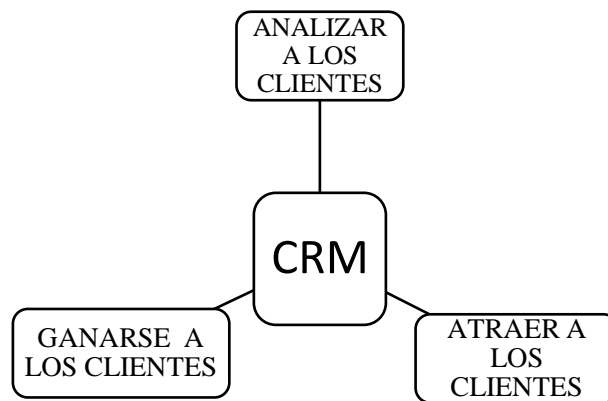 ANALIZAR
A LOS
CLIENTES
CRM
GANARSE A
LOS CLIENTES
ATRAER A
LOS
CLIENTES